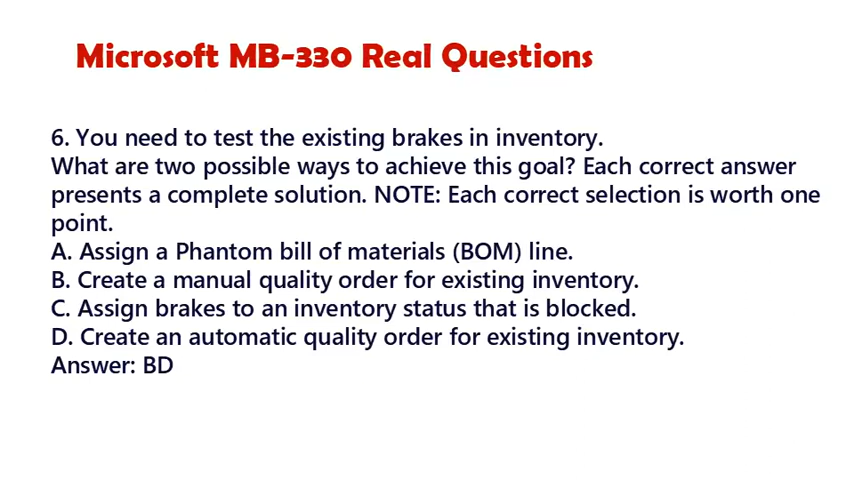 Microsoft MB-330 Real Questions
6. You need to test the existing brakes in inventory.
What are two possible ways to achieve this goal? Each correct answer
presents a complete solution. NOTE: Each correct selection is worth one
point.
A. Assign a Phantom bill of materials (BOM) line.
B. Create a manual quality order for existing inventory.
C. Assign brakes to an inventory status that is blocked.
D. Create an automatic quality order for existing inventory.
Answer: BD